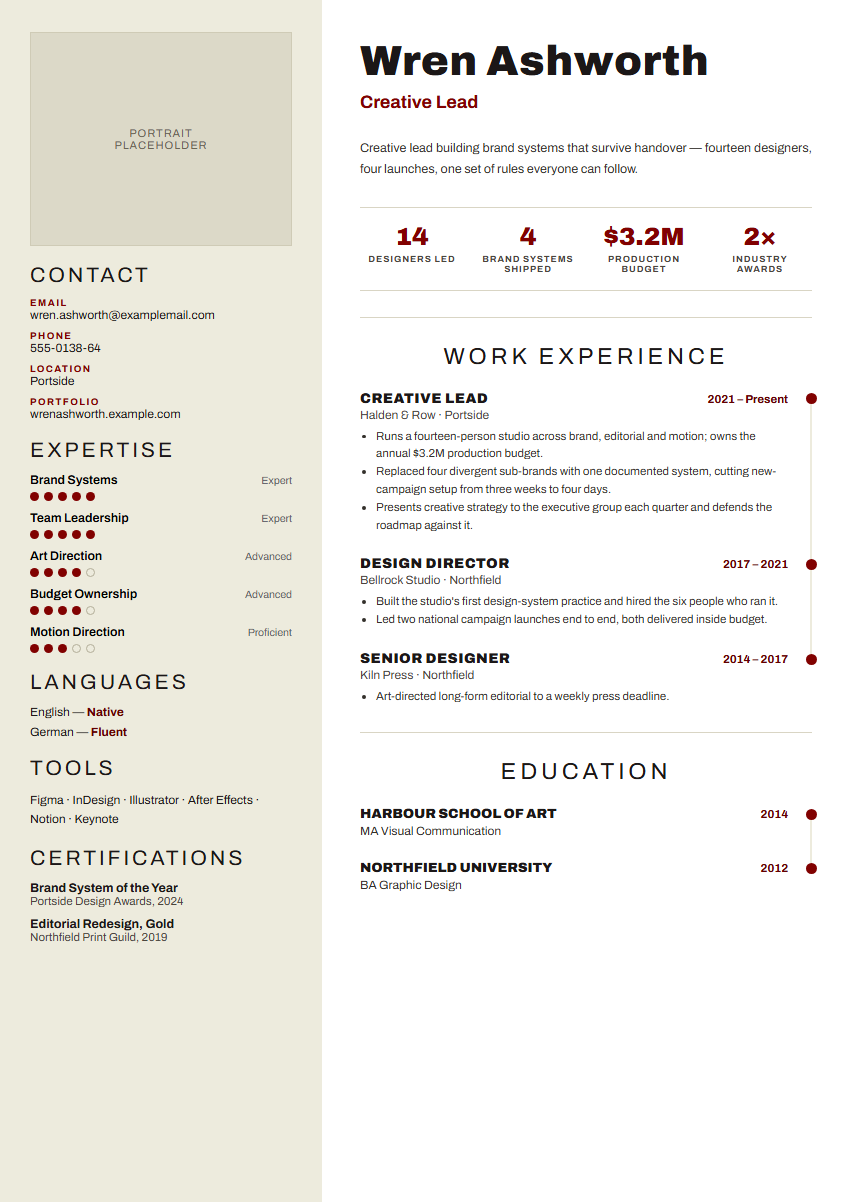 PORTRAIT
PLACEHOLDER
CONTACT
EMAIL
wren.ashworth@examplemail.com
PHONE
555-0138-64
LOCATION
Portside
PORTFOLIO
wrenashworth.example.com
EXPERTISE
Brand Systems Expert
Team Leadership Expert
Art Direction Advanced
Budget Ownership Advanced
Motion Direction Proficient
LANGUAGES
English — Native
German — Fluent
TOOLS
Figma · InDesign · Illustrator · After Effects ·
Notion · Keynote
CERTIFICATIONS
Brand System of the Year
Portside Design Awards, 2024
Editorial Redesign, Gold
Northfield Print Guild, 2019
Wren Ashworth
Creative Lead
Creative lead building brand systems that survive handover — fourteen designers,
four launches, one set of rules everyone can follow.
14
DESIGNERS LED
4
BRAND SYSTEMS
SHIPPED
$3.2M
PRODUCTION
BUDGET
2×
INDUSTRY
AWARDS
WORK EXPERIENCE
CREATIVE LEAD 2021 – Present
Halden & Row · Portside
• Runs a fourteen-person studio across brand, editorial and motion; owns the
annual $3.2M production budget.
• Replaced four divergent sub-brands with one documented system, cutting new-
campaign setup from three weeks to four days.
• Presents creative strategy to the executive group each quarter and defends the
roadmap against it.
DESIGN DIRECTOR 2017 – 2021
Bellrock Studio · Northfield
• Built the studio's first design-system practice and hired the six people who ran it.
• Led two national campaign launches end to end, both delivered inside budget.
SENIOR DESIGNER 2014 – 2017
Kiln Press · Northfield
• Art-directed long-form editorial to a weekly press deadline.
EDUCATION
HARBOUR SCHOOL OF ART 2014
MA Visual Communication
NORTHFIELD UNIVERSITY 2012
BA Graphic Design